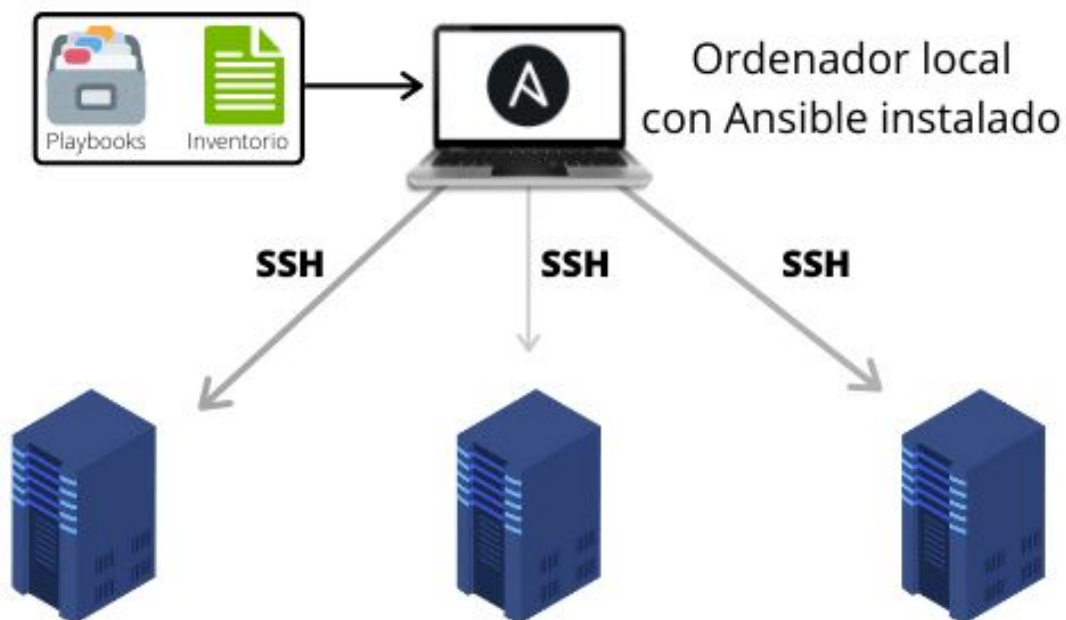 Playbooks
Inventorio
Ordenador local
con Ansible instalado
SSH
SSH
SSH